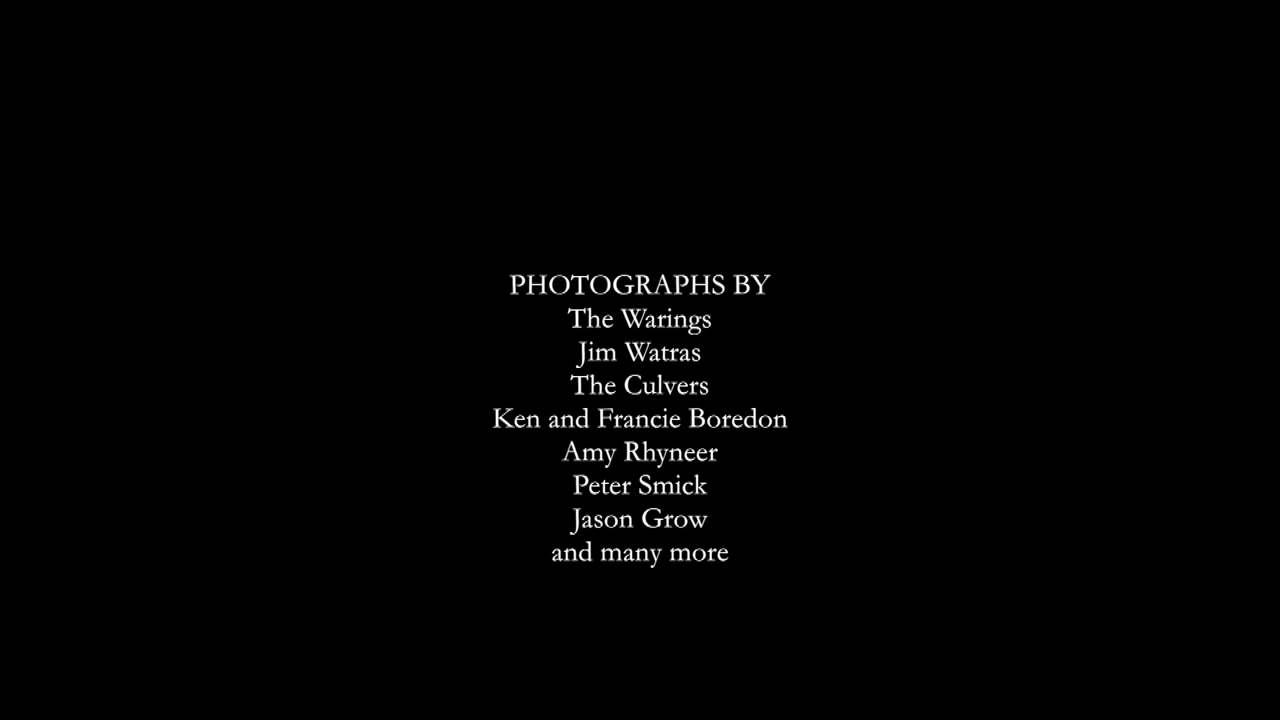 PHOTOGRAPHS BY
The Warings
Jim Watras
The Culvers
Ken and Francie Boredon
Amy Rhyneer
Peter Smick
Jason Grow
and many more